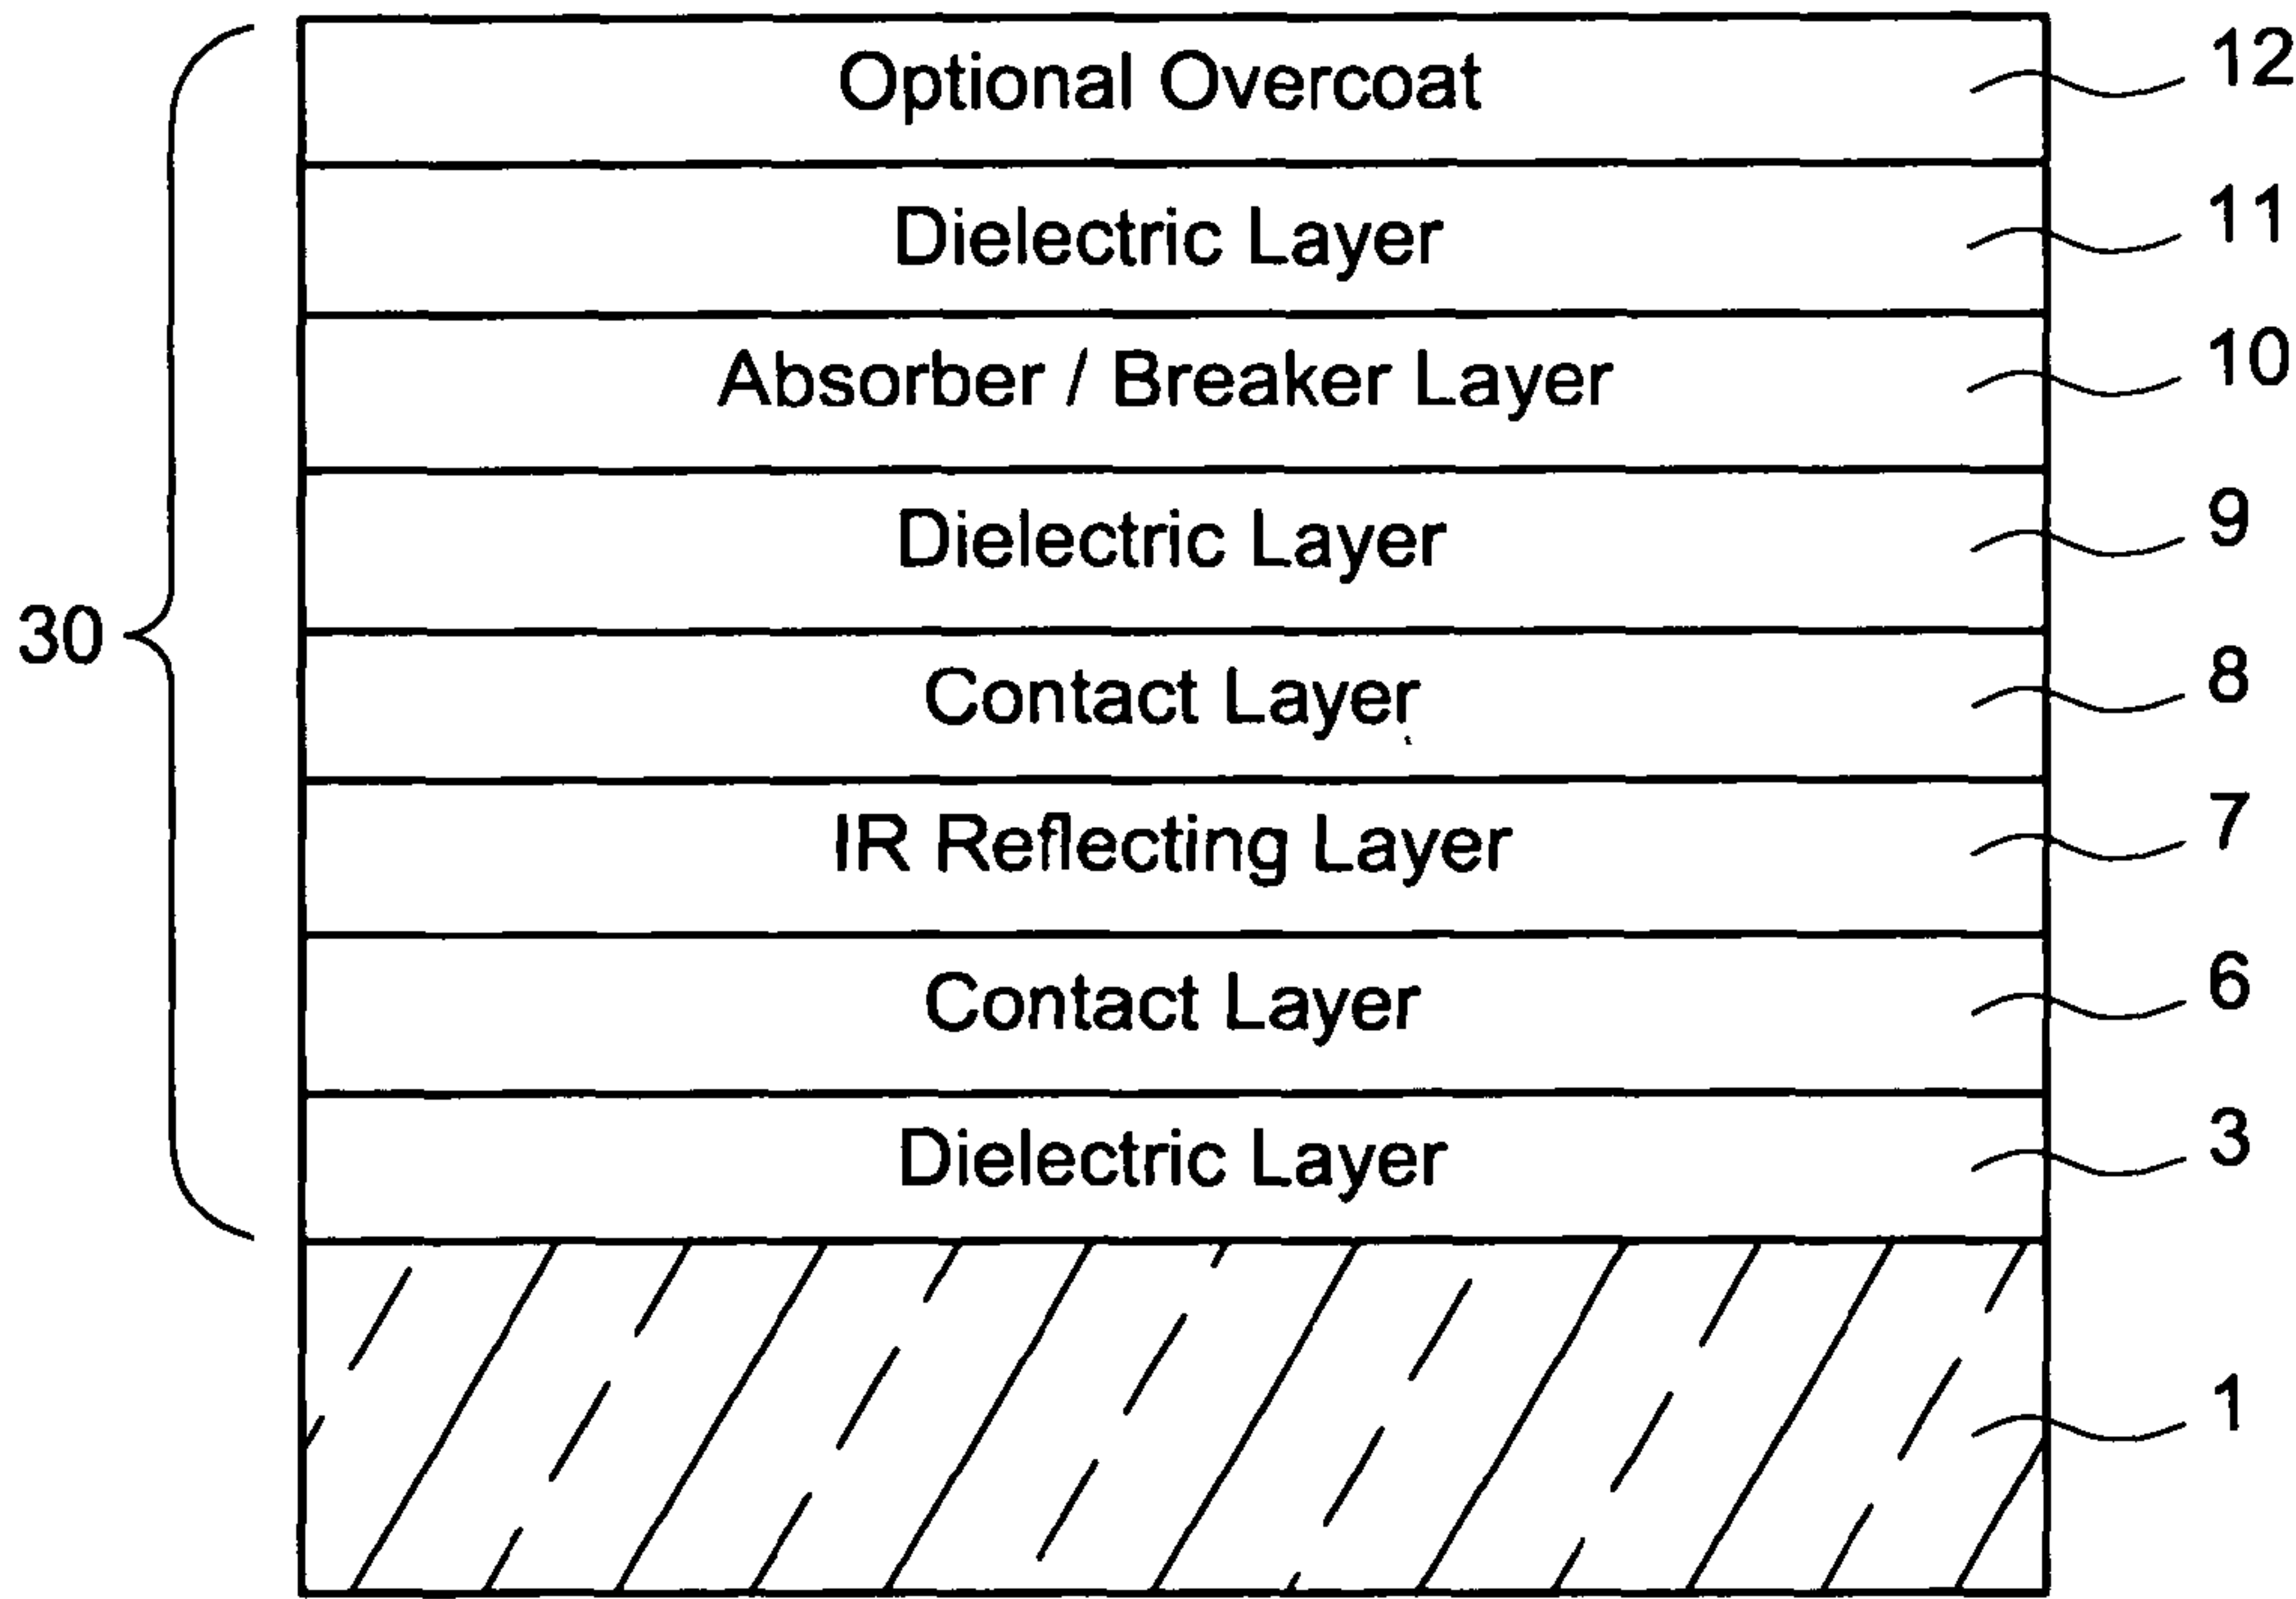 Optional Overcoat 12
Dielectric Layer 11
Absorber / Breaker Layer 10
Dielectric Layer 9
30
Contact Layer 8
IR Reflecting Layer 7
Contact Layer 6
Dielectric Layer 3
1